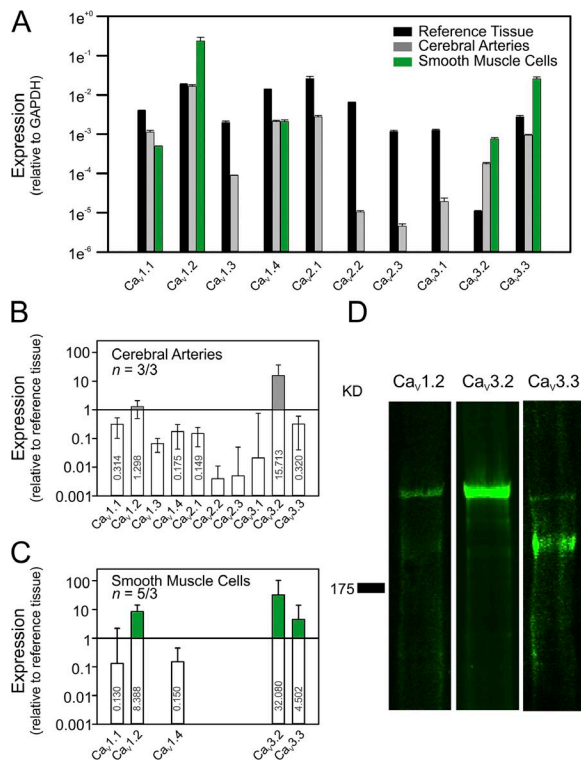 A
Expression
(relative to GAPDH)
1e⁺⁰
1e⁻¹
1e⁻²
1e⁻³
1e⁻⁴
1e⁻⁵
1e⁻⁶
Reference Tissue
Cerebral Arteries
Smooth Muscle Cells
Caᵥ1.1 Caᵥ1.2 Caᵥ1.3 Caᵥ1.4 Caᵥ2.1 Caᵥ2.2 Caᵥ2.3 Caᵥ3.1 Caᵥ3.2 Caᵥ3.3
B
Expression
(relative to reference tissue)
100
10
1
0.1
0.01
0.001
Cerebral Arteries
n = 3/3
0.314 1.298 0.175 0.149 15.713 0.320
Caᵥ1.1 Caᵥ1.2 Caᵥ1.3 Caᵥ1.4 Caᵥ2.1 Caᵥ2.2 Caᵥ2.3 Caᵥ3.1 Caᵥ3.2 Caᵥ3.3
C
Expression
(relative to reference tissue)
100
10
1
0.1
0.01
0.001
Smooth Muscle Cells
n = 5/3
0.130 8.388 0.150 32.080 4.502
Caᵥ1.1 Caᵥ1.2 Caᵥ1.4 Caᵥ3.2 Caᵥ3.3
D
KD
Caᵥ1.2 Caᵥ3.2 Caᵥ3.3
175